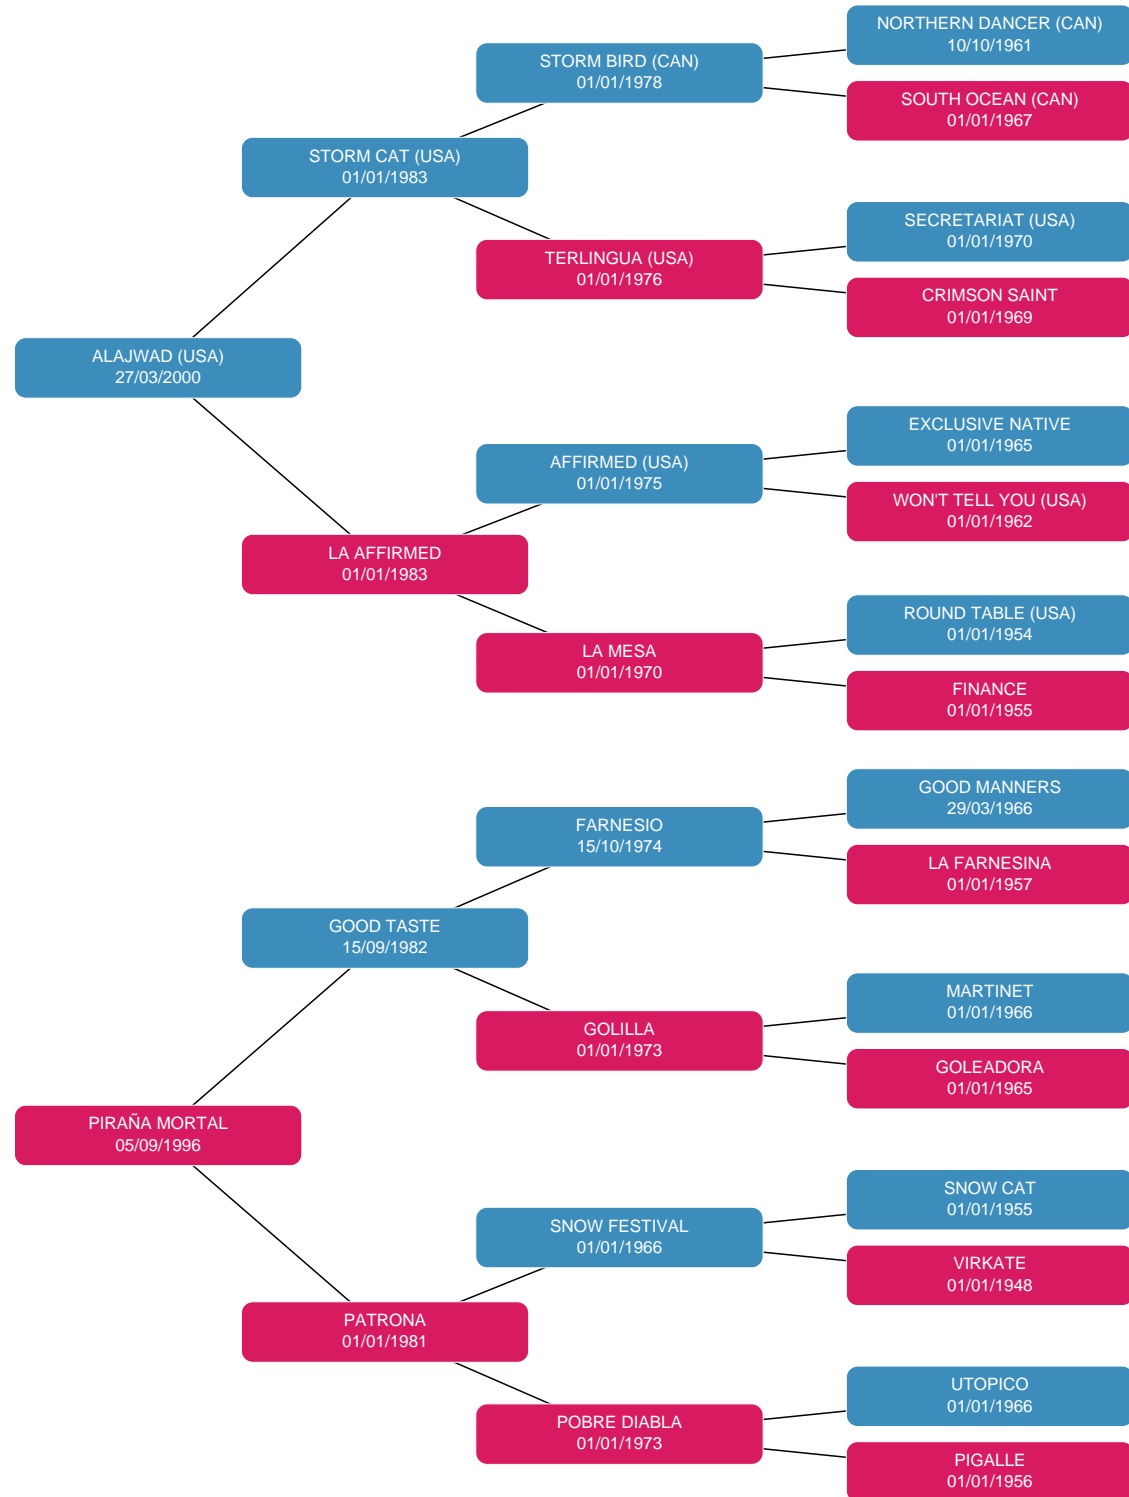 NORTHERN DANCER (CAN)
10/10/1961
STORM BIRD (CAN)
01/01/1978
SOUTH OCEAN (CAN)
01/01/1967
STORM CAT (USA)
01/01/1983
SECRETARIAT (USA)
01/01/1970
TERLINGUA (USA)
01/01/1976
CRIMSON SAINT
01/01/1969
ALAJWAD (USA)
27/03/2000
EXCLUSIVE NATIVE
01/01/1965
AFFIRMED (USA)
01/01/1975
WON'T TELL YOU (USA)
01/01/1962
LA AFFIRMED
01/01/1983
ROUND TABLE (USA)
01/01/1954
LA MESA
01/01/1970
FINANCE
01/01/1955
GOOD MANNERS
29/03/1966
FARNESIO
15/10/1974
LA FARNESINA
01/01/1957
GOOD TASTE
15/09/1982
MARTINET
01/01/1966
GOLILLA
01/01/1973
GOLEADORA
01/01/1965
PIRAÑA MORTAL
05/09/1996
SNOW CAT
01/01/1955
SNOW FESTIVAL
01/01/1966
VIRKATE
01/01/1948
PATRONA
01/01/1981
UTOPICO
01/01/1966
POBRE DIABLA
01/01/1973
PIGALLE
01/01/1956